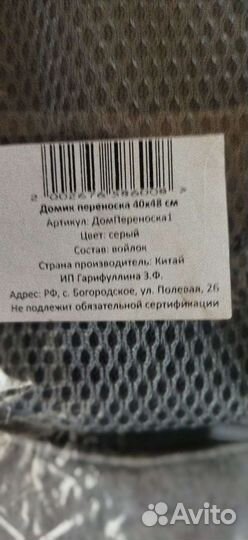 2 002676 586008 >
Домик переноска 40х48 см
Артикул: ДомПереноска1
Цвет: серый
Состав: войлок
Страна производитель: Китай
ИП Гарифуллина З.Ф.
Адрес: РФ, с. Богородское, ул. Полевая, 26
Не подлежит обязательной сертификации
Avito